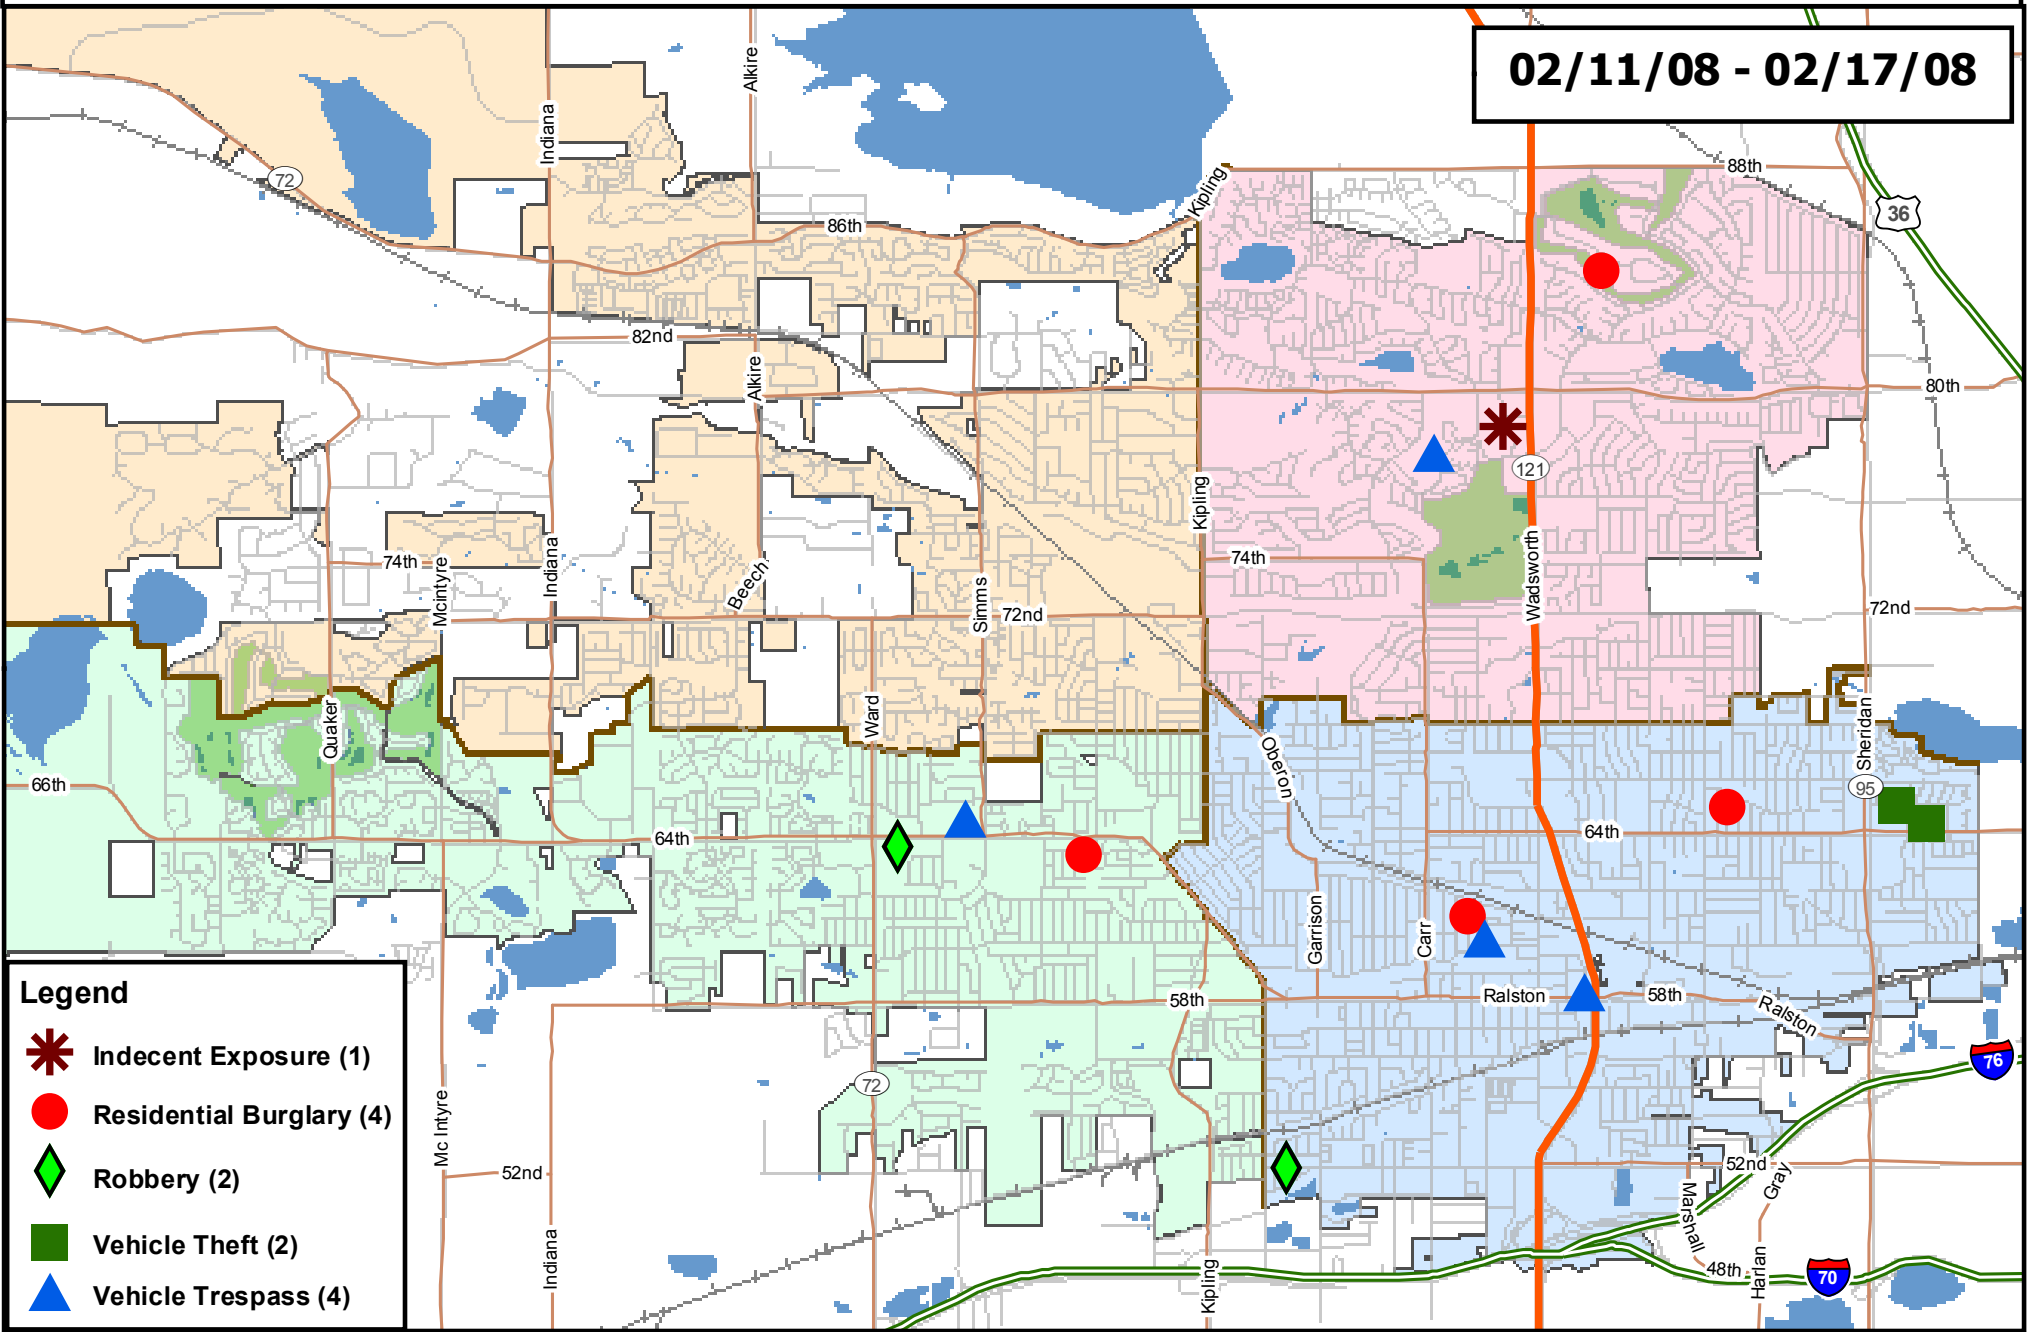 02/11/08 - 02/17/08
Alkire
Indiana
72
Kipling
88th
36
86th
82nd
Alkire
80th
121
Kipling
74th
Mcintyre
Indiana
Beech
Simms
72nd
74th
Wadsworth
72nd
Quaker
Ward
Oberon
Sheridan
66th
95
64th
64th
Garrison
Carr
58th
Ralston
58th
Ralston
72
76
Mc Intyre
52nd
52nd
Gray
Marshall
Indiana
Kipling
48th
Harlan
70
Legend
Indecent Exposure (1)
Residential Burglary (4)
Robbery (2)
Vehicle Theft (2)
Vehicle Trespass (4)